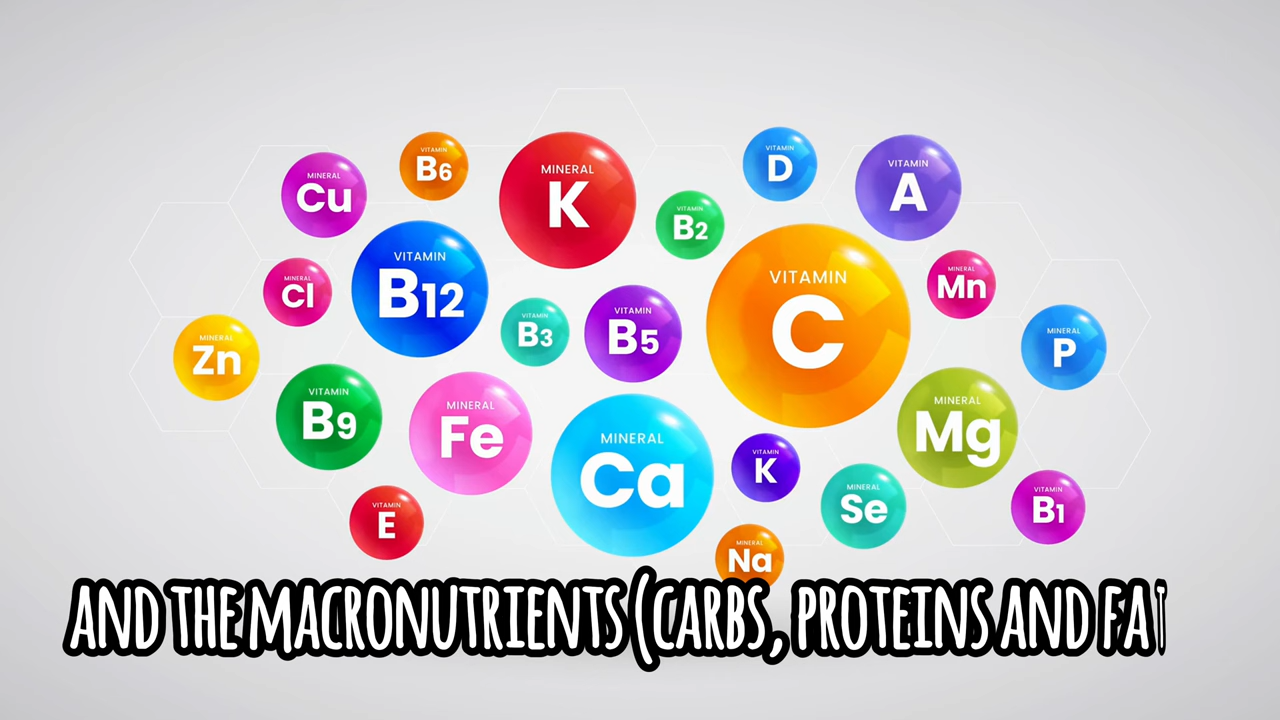 VITAMIN
B6
MINERAL
K
VITAMIN
D
VITAMIN
A
MINERAL
Cu
VITAMIN
B2
VITAMIN
B12
VITAMIN
C
MINERAL
Mn
MINERAL
Cl
VITAMIN
B3
VITAMIN
B5
MINERAL
P
MINERAL
Zn
VITAMIN
B9
MINERAL
Fe
MINERAL
Ca
VITAMIN
K
MINERAL
Mg
VITAMIN
E
MINERAL
Se
VITAMIN
B1
MINERAL
Na
AND THE MACRONUTRIENTS (CARBS, PROTEINS AND FA